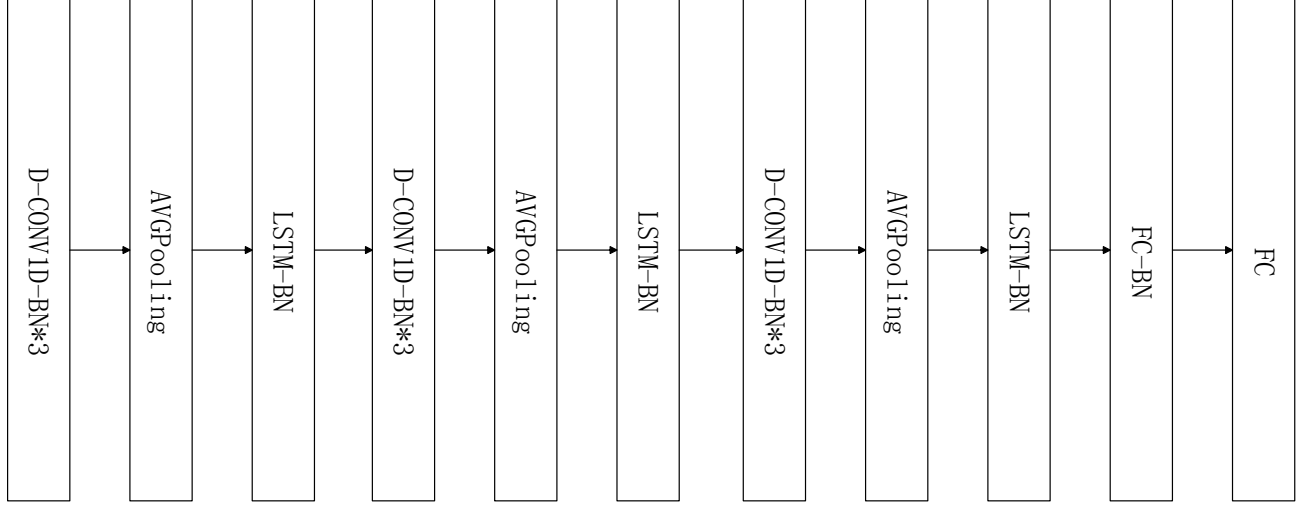 D-CONV1D-BN*3
AVGPooling
LSTM-BN
D-CONV1D-BN*3
AVGPooling
LSTM-BN
D-CONV1D-BN*3
AVGPooling
LSTM-BN
FC-BN
FC